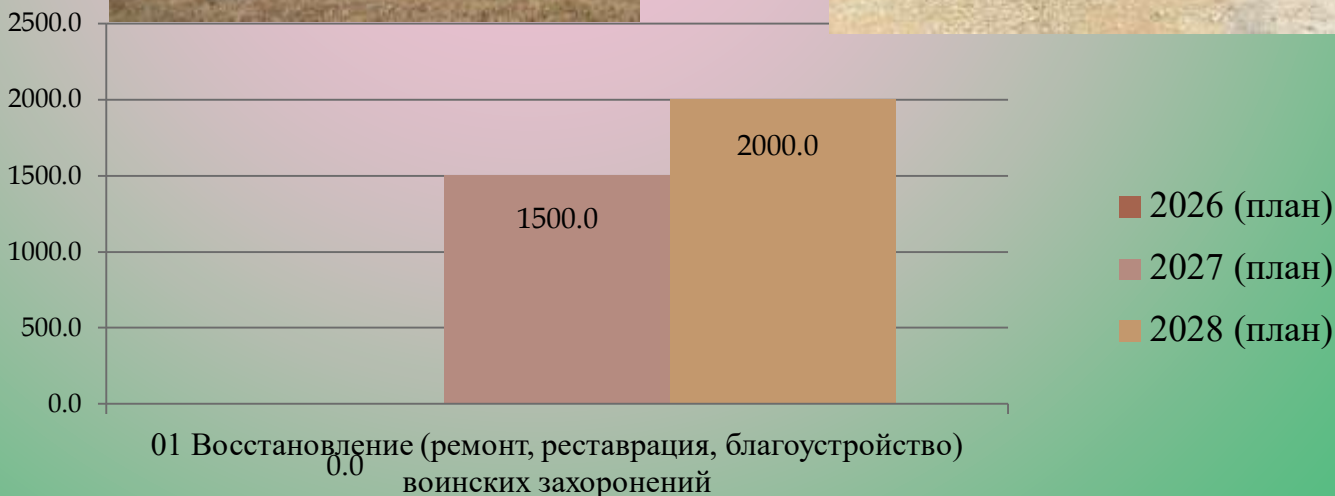 2500.0
2000.0
1500.0
1000.0
500.0
0.0
2000.0
1500.0
0.0
01 Восстановление (ремонт, реставрация, благоустройство)
воинских захоронений
2026 (план)
2027 (план)
2028 (план)